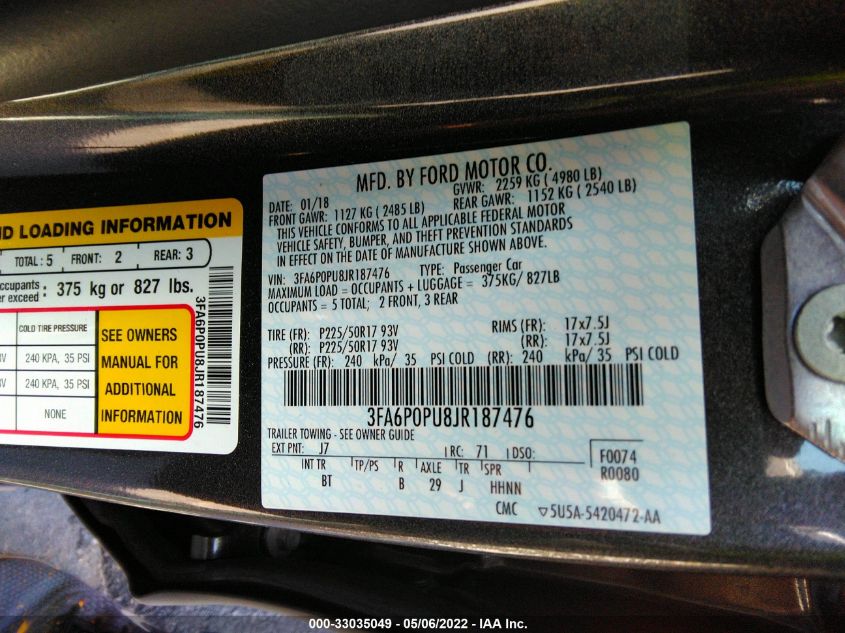 ND LOADING INFORMATION
TOTAL: 5 FRONT: 2 REAR: 3
occupants
er exceed : 375 kg or 827 lbs.
COLD TIRE PRESSURE
240 KPA, 35 PSI
240 KPA, 35 PSI
NONE
SEE OWNERS
MANUAL FOR
ADDITIONAL
INFORMATION
3FA6P0PU8JR187476
MFD. BY FORD MOTOR CO.
DATE: 01/18 GVWR: 2259 KG ( 4980 LB)
FRONT GAWR: 1127 KG ( 2485 LB) REAR GAWR: 1152 KG ( 2540 LB)
THIS VEHICLE CONFORMS TO ALL APPLICABLE FEDERAL MOTOR
VEHICLE SAFETY, BUMPER, AND THEFT PREVENTION STANDARDS
IN EFFECT ON THE DATE OF MANUFACTURE SHOWN ABOVE.
VIN: 3FA6P0PU8JR187476 TYPE: Passenger Car
MAXIMUM LOAD = OCCUPANTS + LUGGAGE = 375KG/ 827LB
OCCUPANTS = 5 TOTAL; 2 FRONT, 3 REAR
TIRE (FR): P225/50R17 93V RIMS (FR): 17x7.5J
(RR): P225/50R17 93V (RR): 17x7.5J
PRESSURE (FR): 240 kPa/ 35 PSI COLD (RR): 240 kPa/ 35 PSI COLD
3FA6P0PU8JR187476
TRAILER TOWING - SEE OWNER GUIDE
EXT PNT: J7 RC: 71 DSO:
F0074
R0080
INT TR TP/PS R AXLE TR SPR
BT B 29 J HHNN
CMC ▽5U5A-5420472-AA
000-33035049 - 05/06/2022 - IAA Inc.